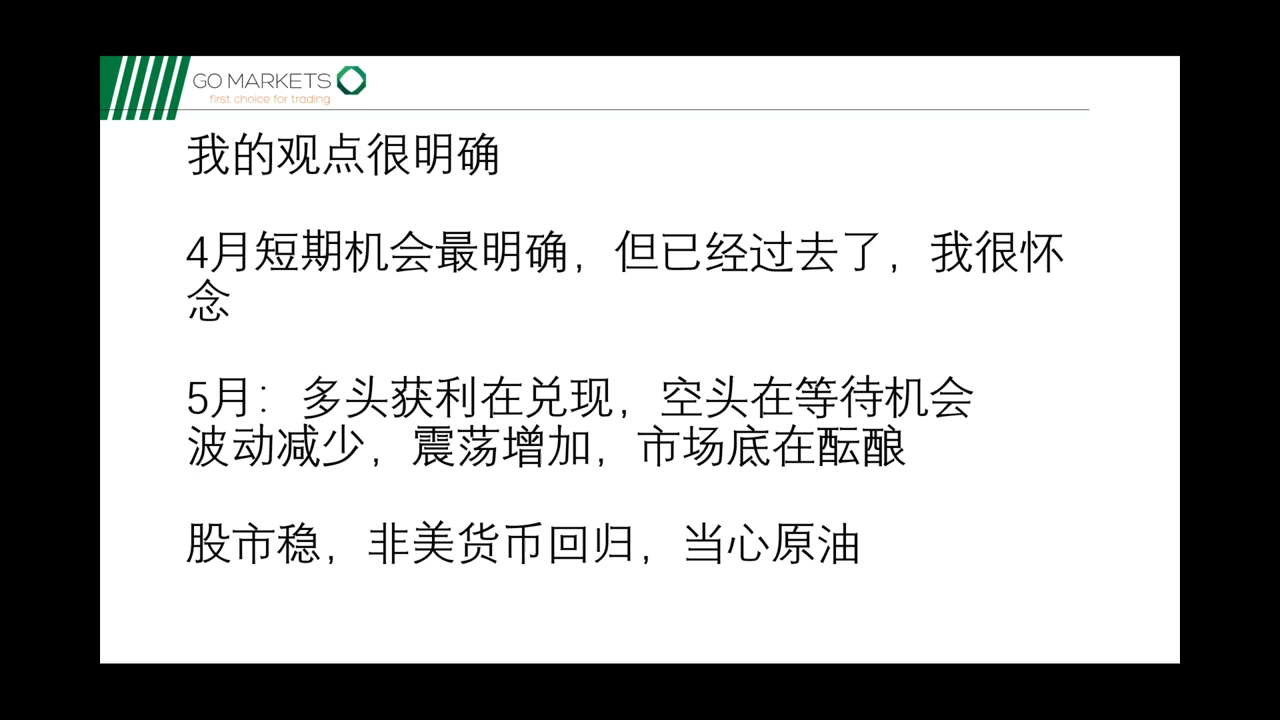 GO MARKETS
first choice for trading
我的观点很明确
4月短期机会最明确，但已经过去了，我很怀
念
5月：多头获利在兑现，空头在等待机会
波动减少，震荡增加，市场底在酝酿
股市稳，非美货币回归，当心原油